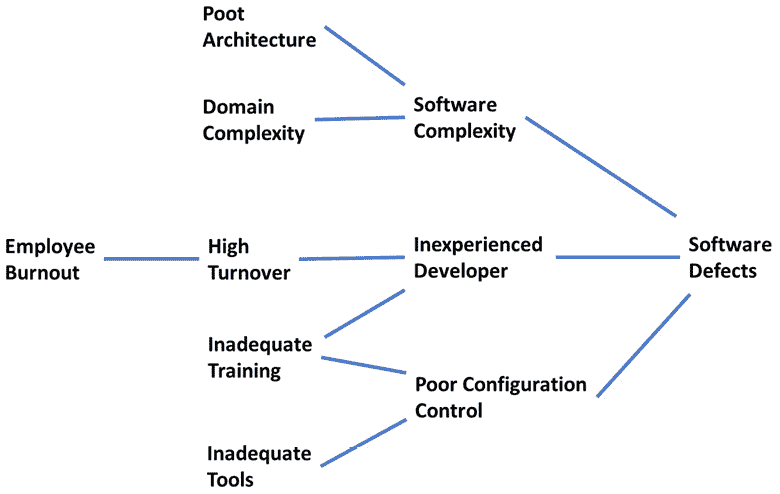 Poot
Architecture
Domain
Complexity
Software
Complexity
Employee
Burnout
High
Turnover
Inexperienced
Developer
Software
Defects
Inadequate
Training
Poor Configuration
Control
Inadequate
Tools